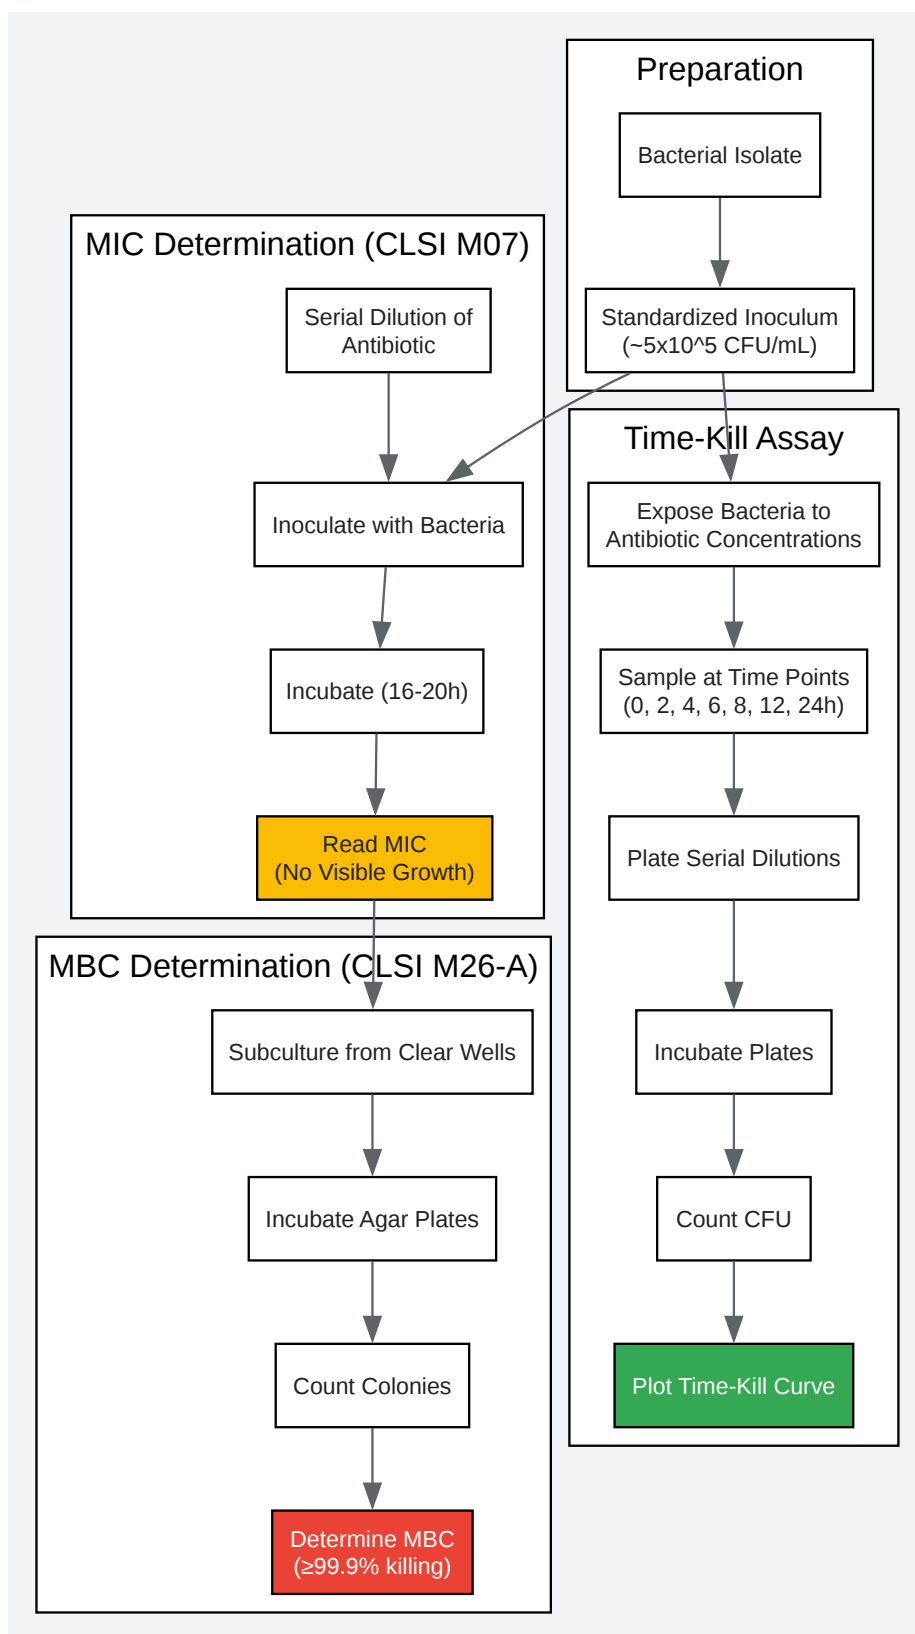 Preparation
Bacterial Isolate
Standardized Inoculum
(~5x10^5 CFU/mL)
MIC Determination (CLSI M07)
Serial Dilution of
Antibiotic
Inoculate with Bacteria
Incubate (16-20h)
Read MIC
(No Visible Growth)
MBC Determination (CLSI M26-A)
Subculture from Clear Wells
Incubate Agar Plates
Count Colonies
Determine MBC
(≥99.9% killing)
Time-Kill Assay
Expose Bacteria to
Antibiotic Concentrations
Sample at Time Points
(0, 2, 4, 6, 8, 12, 24h)
Plate Serial Dilutions
Incubate Plates
Count CFU
Plot Time-Kill Curve